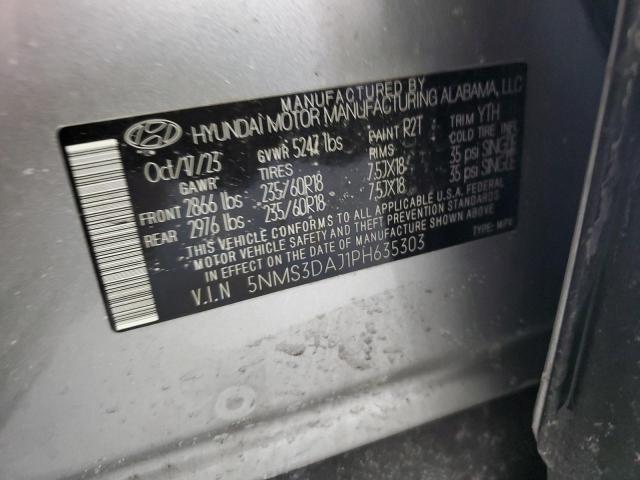 MANUFACTURED BY
HYUNDAI MOTOR MANUFACTURING ALABAMA, LLC
Oct/17/23 GVWR 5247 lbs PAINT R2T TRIM YTH
GAWR TIRES RIMS COLD TIRE INFL
FRONT 2866 lbs 235/60R18 7.5JX18 35 psi SINGLE
REAR 2976 lbs 235/60R18 7.5JX18 35 psi SINGLE
THIS VEHICLE CONFORMS TO ALL APPLICABLE U.S.A. FEDERAL
MOTOR VEHICLE SAFETY STANDARDS
IN EFFECT ON THE DATE OF MANUFACTURE SHOWN ABOVE
V.I.N 5NMS3DAJ1PH635303 TYPE: MPV